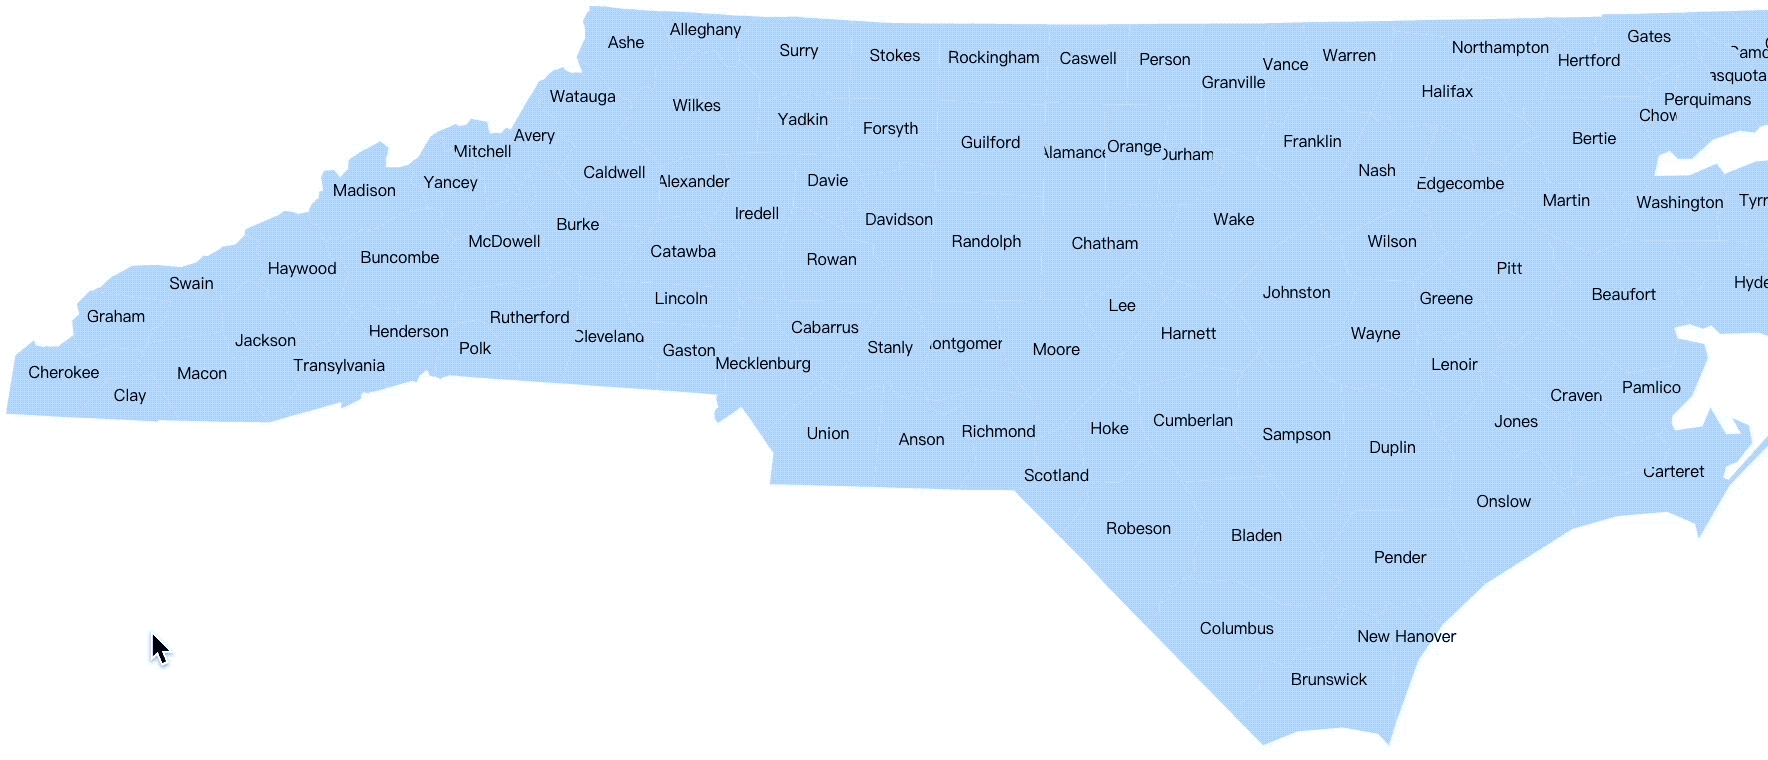 Alleghany
Gates
Ashe
Northampton
Surry
Stokes
Warren
Rockingham
Caswell
Person
Hertford
Vance
Granville
Halifax
Watauga
Perquimans
Wilkes
Yadkin
Forsyth
Avery
Bertie
Franklin
Guilford
Orange
Mitchell
Caldwell
Nash
Davie
Alexander
Yancey
Edgecombe
Madison
Martin
Washington
Iredell
Davidson
Wake
Burke
McDowell
Randolph
Wilson
Chatham
Catawba
Buncombe
Rowan
Haywood
Pitt
Swain
Johnston
Beaufort
Lincoln
Greene
Lee
Graham
Rutherford
Cabarrus
Henderson
Harnett
Wayne
Cleveland
Jackson
Stanly
Polk
Moore
Gaston
Mecklenburg
Lenoir
Transylvania
Cherokee
Macon
Pamlico
Clay
Craven
Cumberlan
Jones
Hoke
Richmond
Union
Sampson
Anson
Duplin
Carteret
Scotland
Onslow
Robeson
Bladen
Pender
Columbus
New Hanover
Brunswick